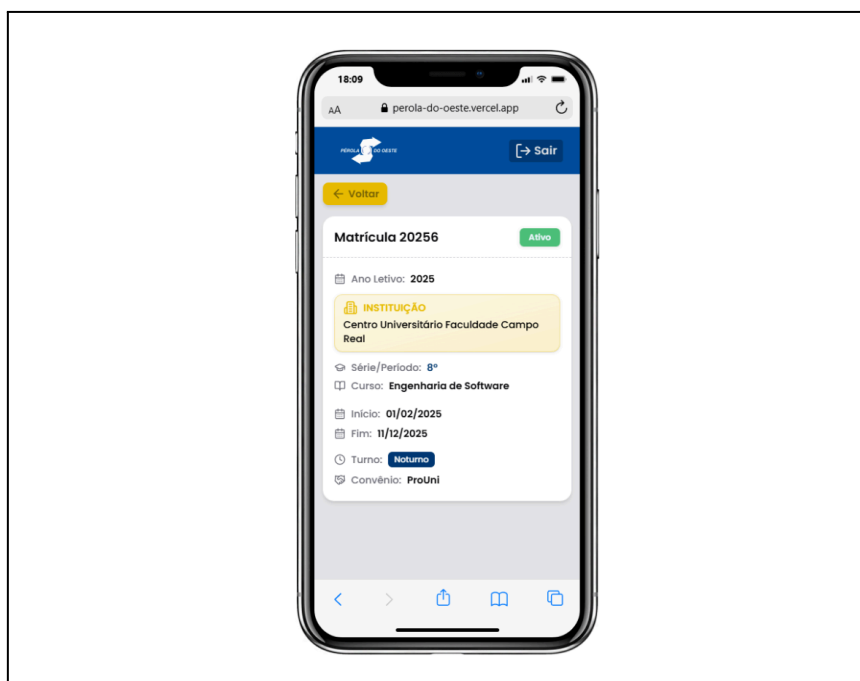 18:09
AA perola-do-oeste.vercel.app
PÉROLA DO OESTE
Sair
Voltar
Matrícula 20256
Ativo
Ano Letivo: 2025
INSTITUIÇÃO
Centro Universitário Faculdade Campo
Real
Série/Período: 8º
Curso: Engenharia de Software
Início: 01/02/2025
Fim: 11/12/2025
Turno: Noturno
Convênio: ProUni